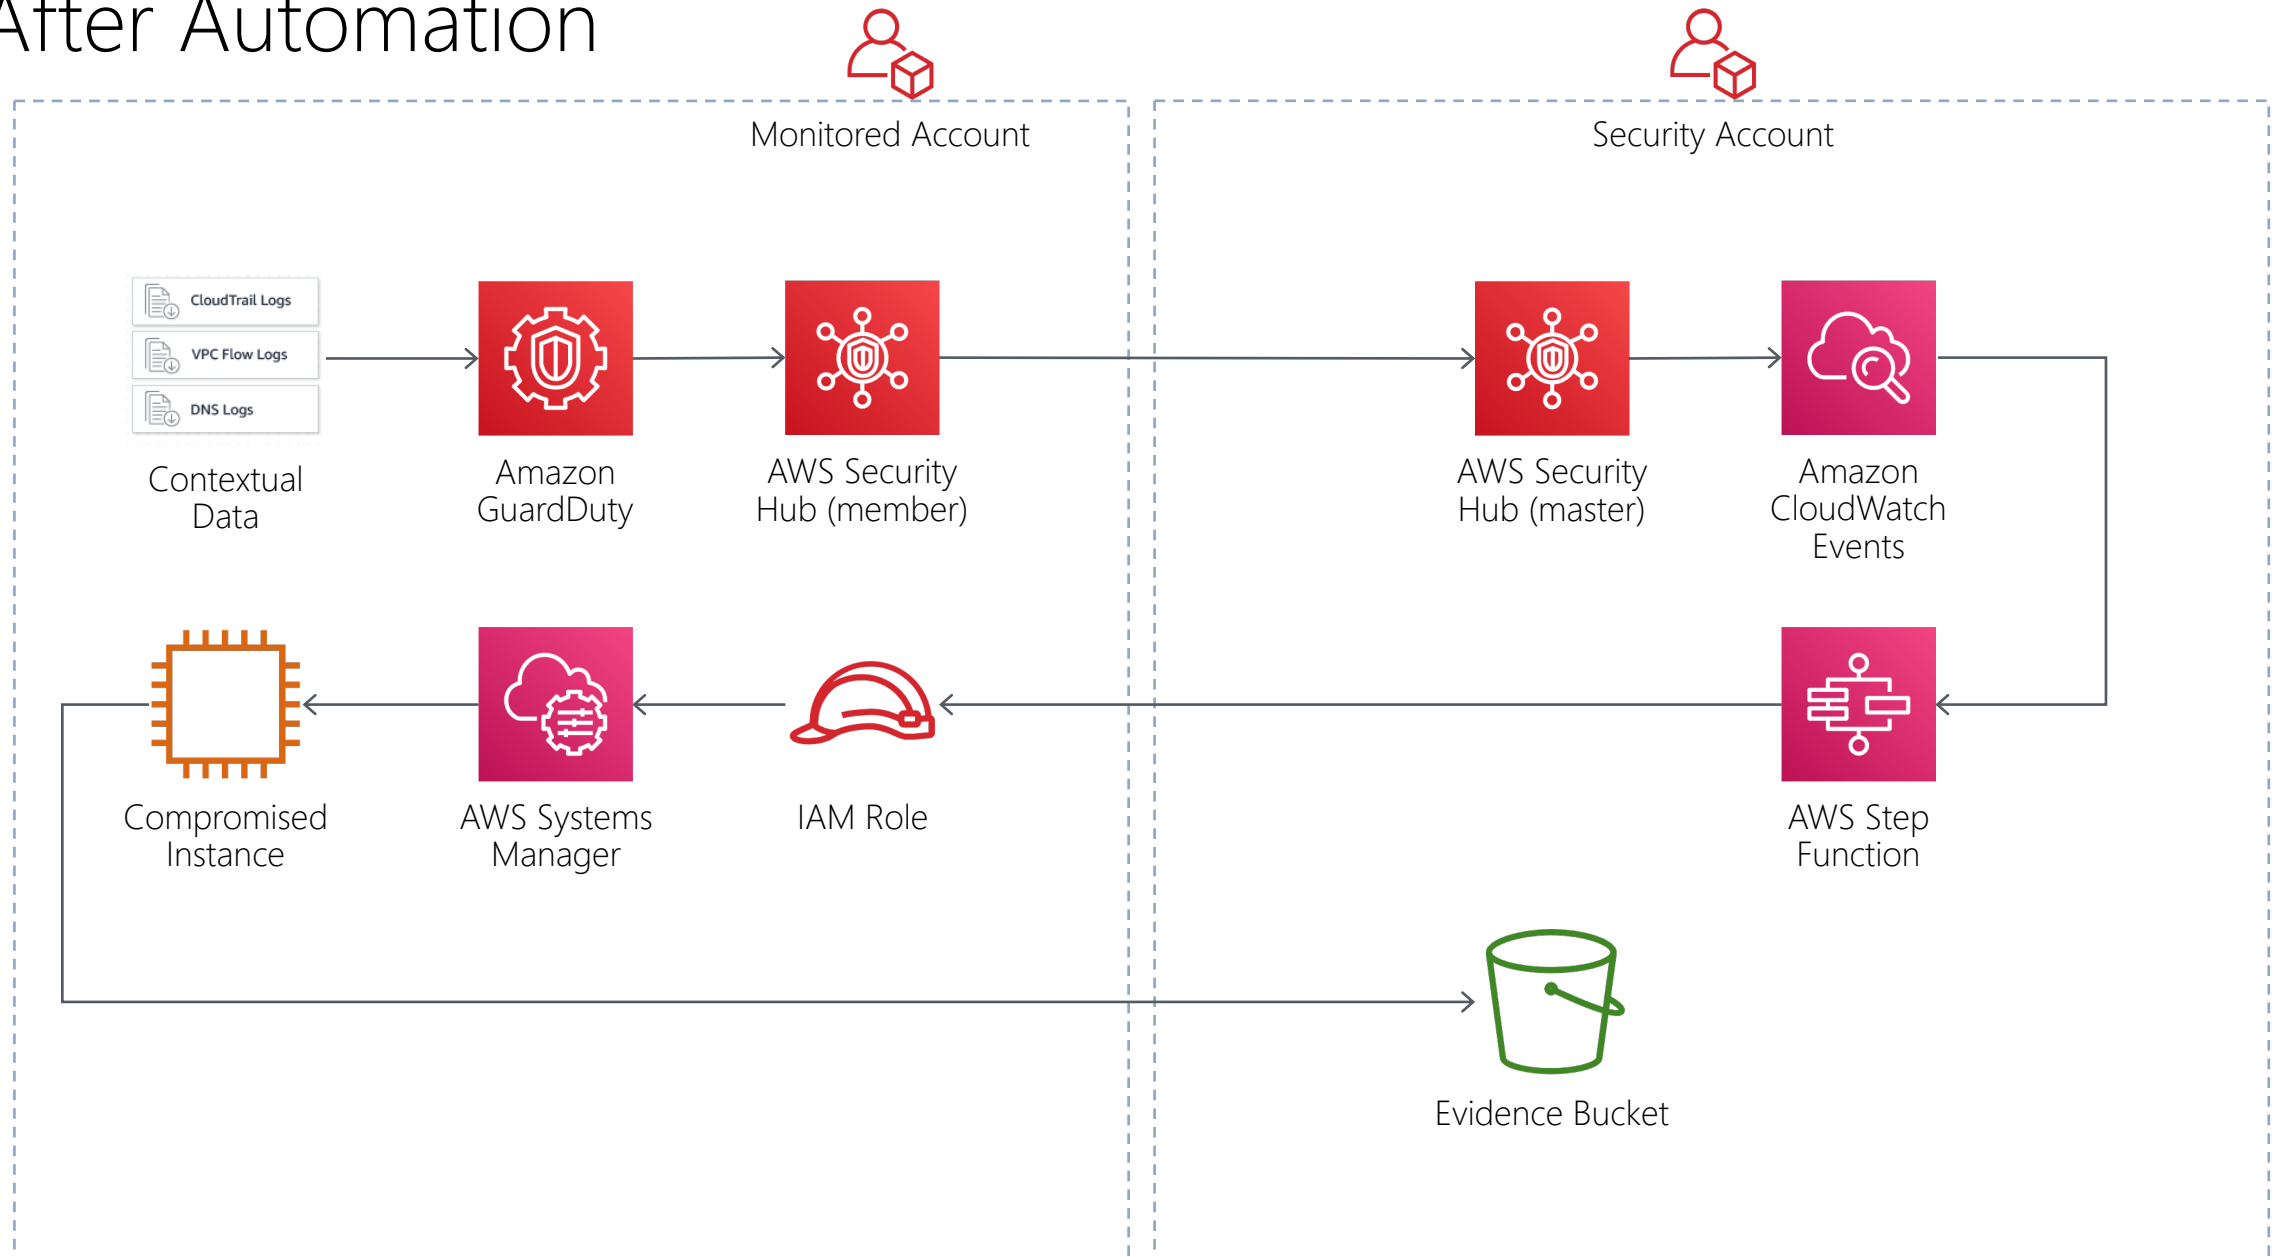 After Automation
Monitored Account
Security Account
CloudTrail Logs
VPC Flow Logs
DNS Logs
Contextual
Data
Amazon
GuardDuty
AWS Security
Hub (member)
AWS Security
Hub (master)
Amazon
CloudWatch
Events
Compromised
Instance
AWS Systems
Manager
IAM Role
AWS Step
Function
Evidence Bucket